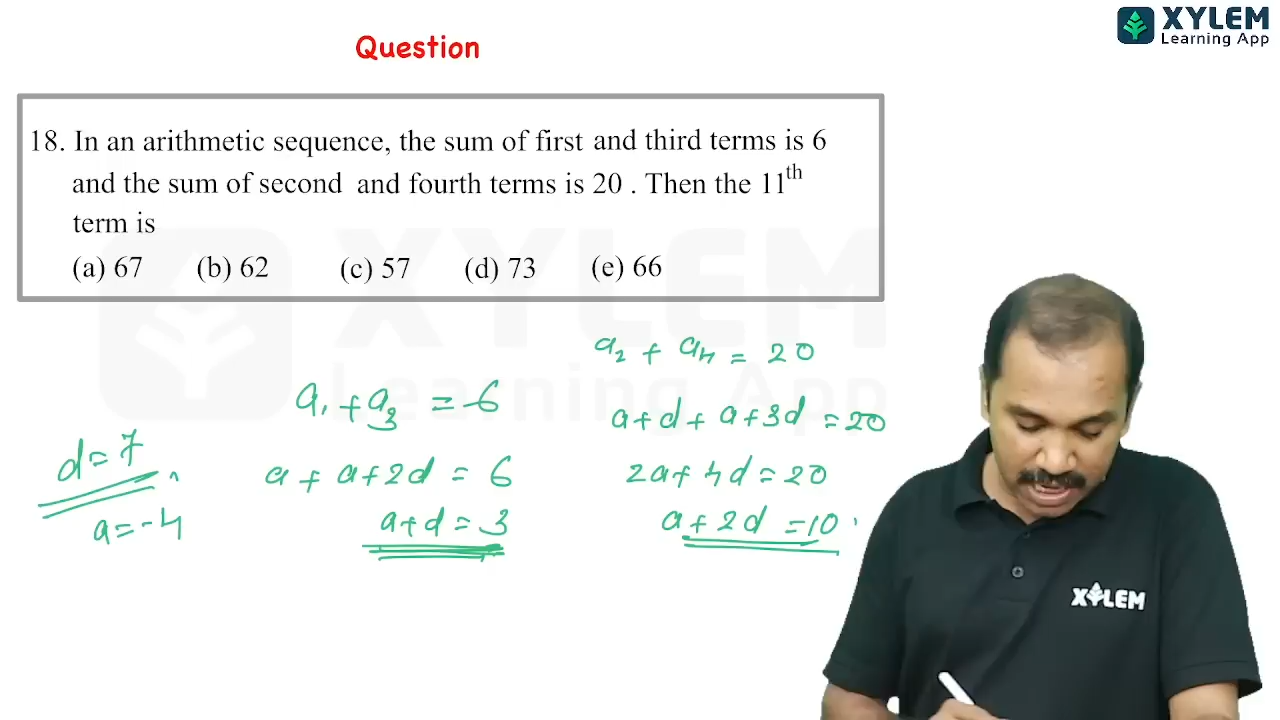 XYLEM
Learning App
Question
18. In an arithmetic sequence, the sum of first and third terms is 6
and the sum of second and fourth terms is 20 . Then the 11th
term is
(a) 67 (b) 62 (c) 57 (d) 73 (e) 66
XYLEM
Learning App
a₂ + a₄ = 20
a₁ + a₃ = 6
a + d + a + 3d = 20
d = 7
a + a + 2d = 6
2a + 4d = 20
a = -4
a + d = 3
a + 2d = 10
XYLEM